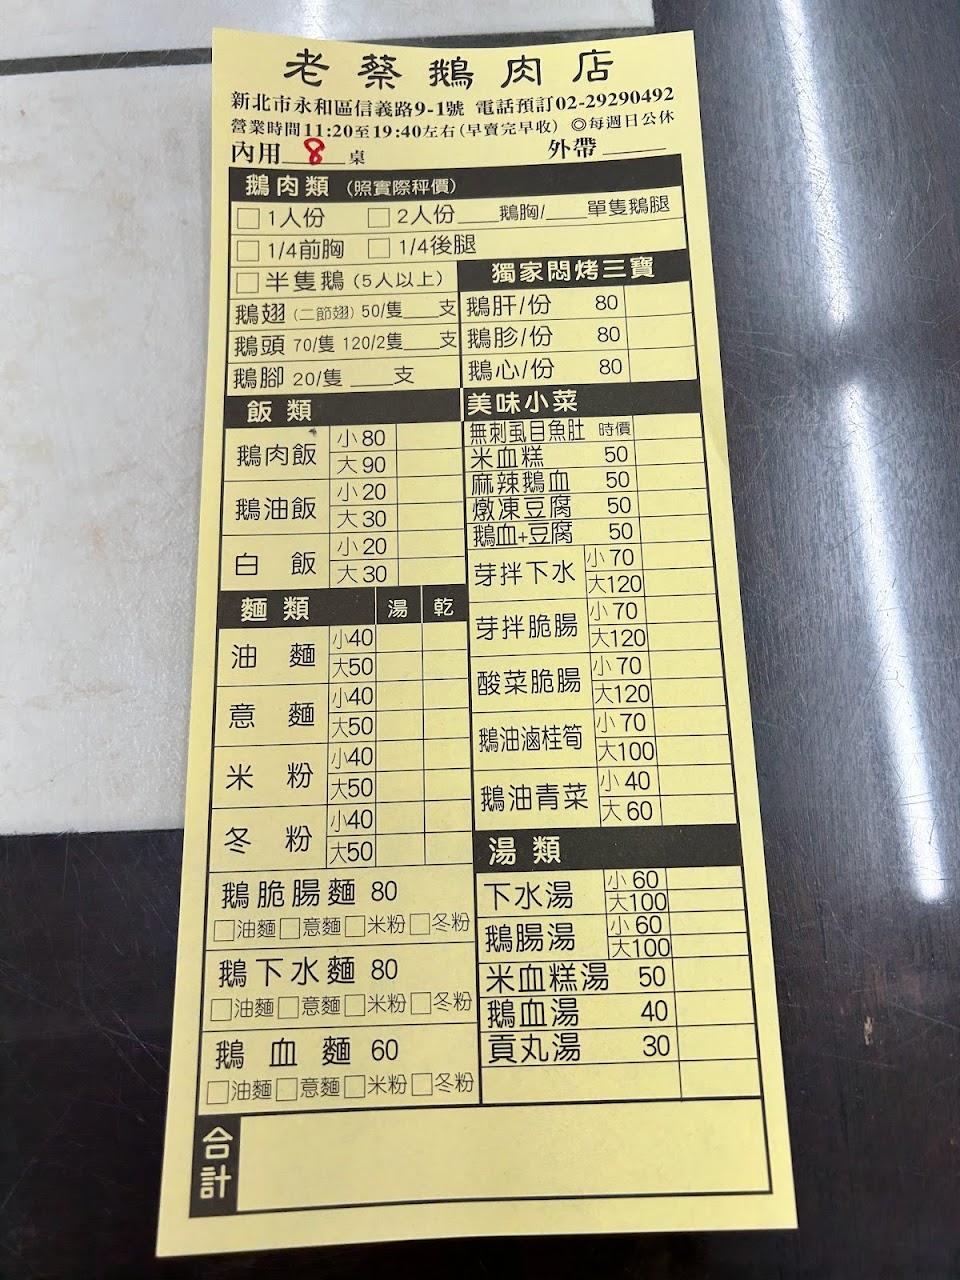 老蔡鵝肉店
新北市永和區信義路9-1號 電話預訂02-29290492
營業時間11:20至19:40左右(早賣完早收) ◎每週日公休
內用 8 桌 外帶
鵝肉類 (照實際秤價)
□1人份 □2人份___鵝胸/___單隻鵝腿
□1/4前胸 □1/4後腿
□半隻鵝 (5人以上)
鵝翅 (二節翅) 50/隻___支
鵝頭 70/隻 120/2隻___支
鵝腳 20/隻 ___支
獨家悶烤三寶
鵝肝/份 80
鵝胗/份 80
鵝心/份 80
飯類
鵝肉飯 小80
大90
鵝油飯 小20
大30
白飯 小20
大30
麵類 湯 乾
油麵 小40
大50
意麵 小40
大50
米粉 小40
大50
冬粉 小40
大50
鵝脆腸麵 80
□油麵□意麵□米粉□冬粉
鵝下水麵 80
□油麵□意麵□米粉□冬粉
鵝血麵 60
□油麵□意麵□米粉□冬粉
美味小菜
無刺虱目魚肚 時價
米血糕 50
麻辣鵝血 50
燉凍豆腐 50
鵝血+豆腐 50
芽拌下水 小70
大120
芽拌脆腸 小70
大120
酸菜脆腸 小70
大120
鵝油滷桂筍 小70
大100
鵝油青菜 小40
大60
湯類
下水湯 小60
大100
鵝腸湯 小60
大100
米血糕湯 50
鵝血湯 40
貢丸湯 30
合計